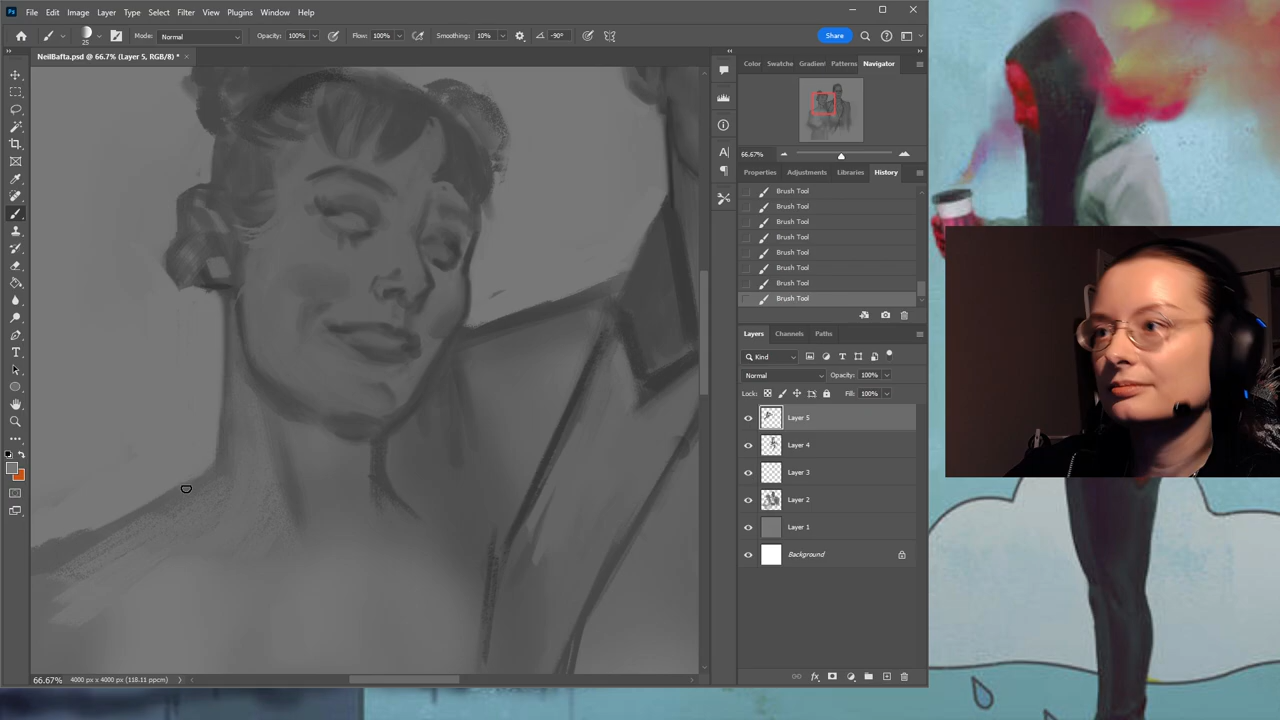 Ps File Edit Image Layer Type Select Filter View Plugins Window Help
25 Mode: Normal Opacity: 100% Flow: 100% Smoothing: 10% -90° Share
NeilBafta.psd @ 66.7% (Layer 5, RGB/8) *
Color Swatche Gradien Patterns Navigator
66.67%
Properties Adjustments Libraries History
Brush Tool
Brush Tool
Brush Tool
Brush Tool
Brush Tool
Brush Tool
Brush Tool
Brush Tool
Layers Channels Paths
Kind
Normal Opacity: 100%
Lock: Fill: 100%
Layer 5
Layer 4
Layer 3
Layer 2
Layer 1
Background
fx
66.67% 4000 px x 4000 px (118.11 ppcm)